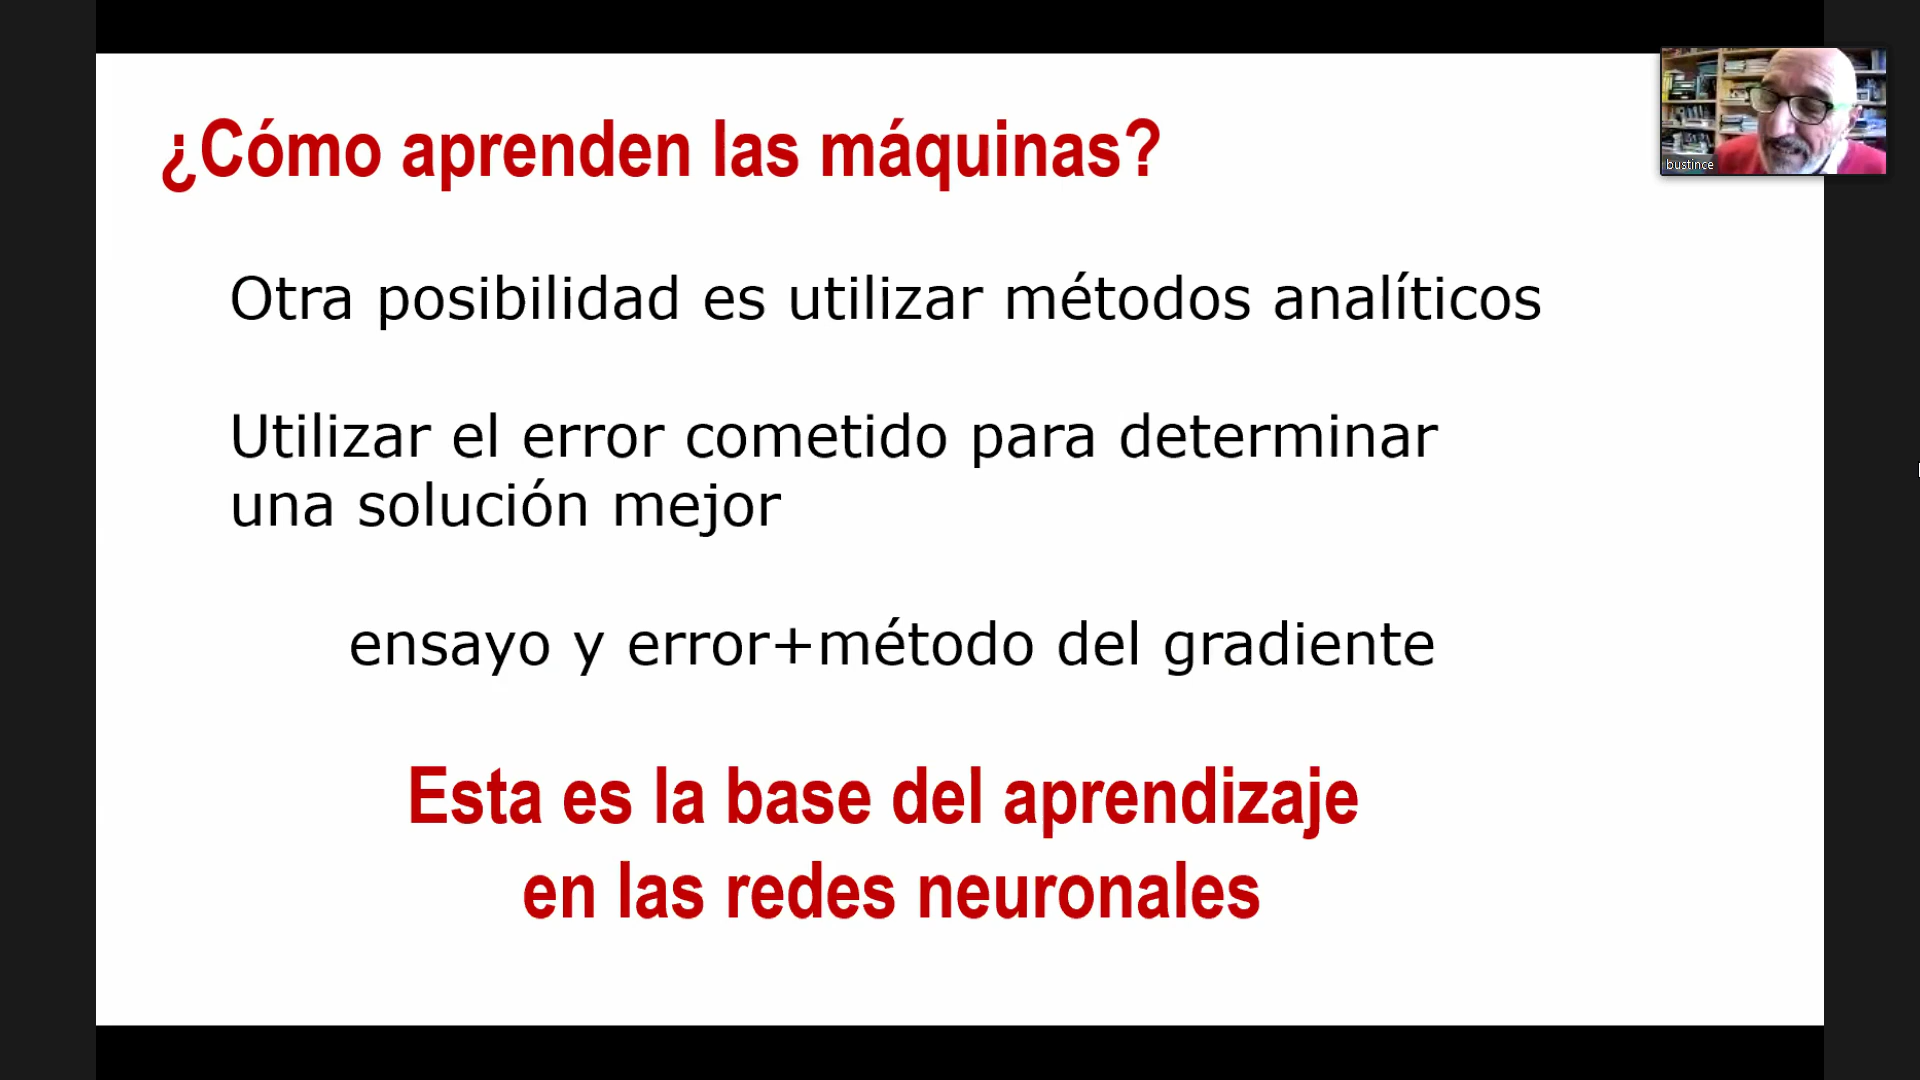 ¿Cómo aprenden las máquinas?
bustince
Otra posibilidad es utilizar métodos analíticos
Utilizar el error cometido para determinar
una solución mejor
ensayo y error+método del gradiente
Esta es la base del aprendizaje
en las redes neuronales